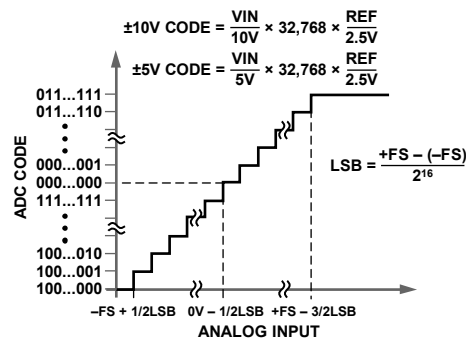 ±10V CODE = VIN/10V × 32,768 × REF/2.5V
±5V CODE = VIN/5V × 32,768 × REF/2.5V
011...111
011...110
000...001
000...000
111...111
100...010
100...001
100...000
ADC CODE
LSB = +FS – (–FS)/2¹⁶
–FS + 1/2LSB
0V – 1/2LSB
+FS – 3/2LSB
ANALOG INPUT